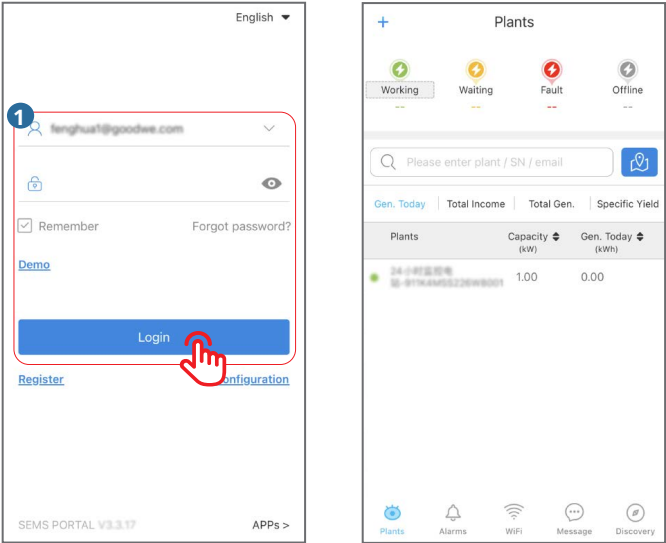 English
1
fenghua1@goodwe.com
Remember
Forgot password?
Demo
Login
Register
onfiguration
SEMS PORTAL V3.3.17
APPs >
+
Plants
Working
Waiting
Fault
Offline
-- -- -- --
Please enter plant / SN / email
Gen. Today
Total Income
Total Gen.
Specific Yield
Plants
Capacity
(kW)
Gen. Today
(kWh)
1.00
0.00
Plants
Alarms
WiFi
Message
Discovery